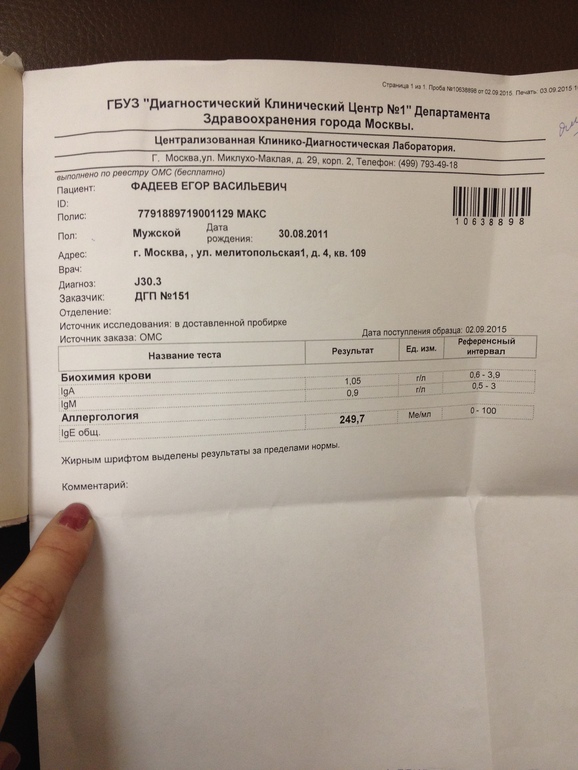 Страница 1 из 1. Проба №10638898 от 02.09.2015. Печать: 03.09.2015 1
ГБУЗ "Диагностический Клинический Центр №1" Департамента
Здравоохранения города Москвы.
Централизованная Клинико-Диагностическая Лаборатория.
Г. Москва,ул. Миклухо-Маклая, д. 29, корп. 2, Телефон: (499) 793-49-18
выполнено по реестру ОМС (бесплатно)
Пациент: ФАДЕЕВ ЕГОР ВАСИЛЬЕВИЧ
ID:
Полис: 7791889719001129 МАКС
10638898
Пол: Мужской Дата рождения: 30.08.2011
Адрес: г. Москва, , ул. мелитопольская1, д. 4, кв. 109
Врач:
Диагноз: J30.3
Заказчик: ДГП №151
Отделение:
Источник исследования: в доставленной пробирке
Источник заказа: ОМС Дата поступления образца: 02.09.2015
Название теста Результат Ед. изм. Референсный интервал
Биохимия крови
IgA 1,05 г/л 0,6 - 3,9
IgM 0,9 г/л 0,5 - 3
Аллергология
IgE общ. 249,7 Ме/мл 0 - 100
Жирным шрифтом выделены результаты за пределами нормы.
Комментарий: